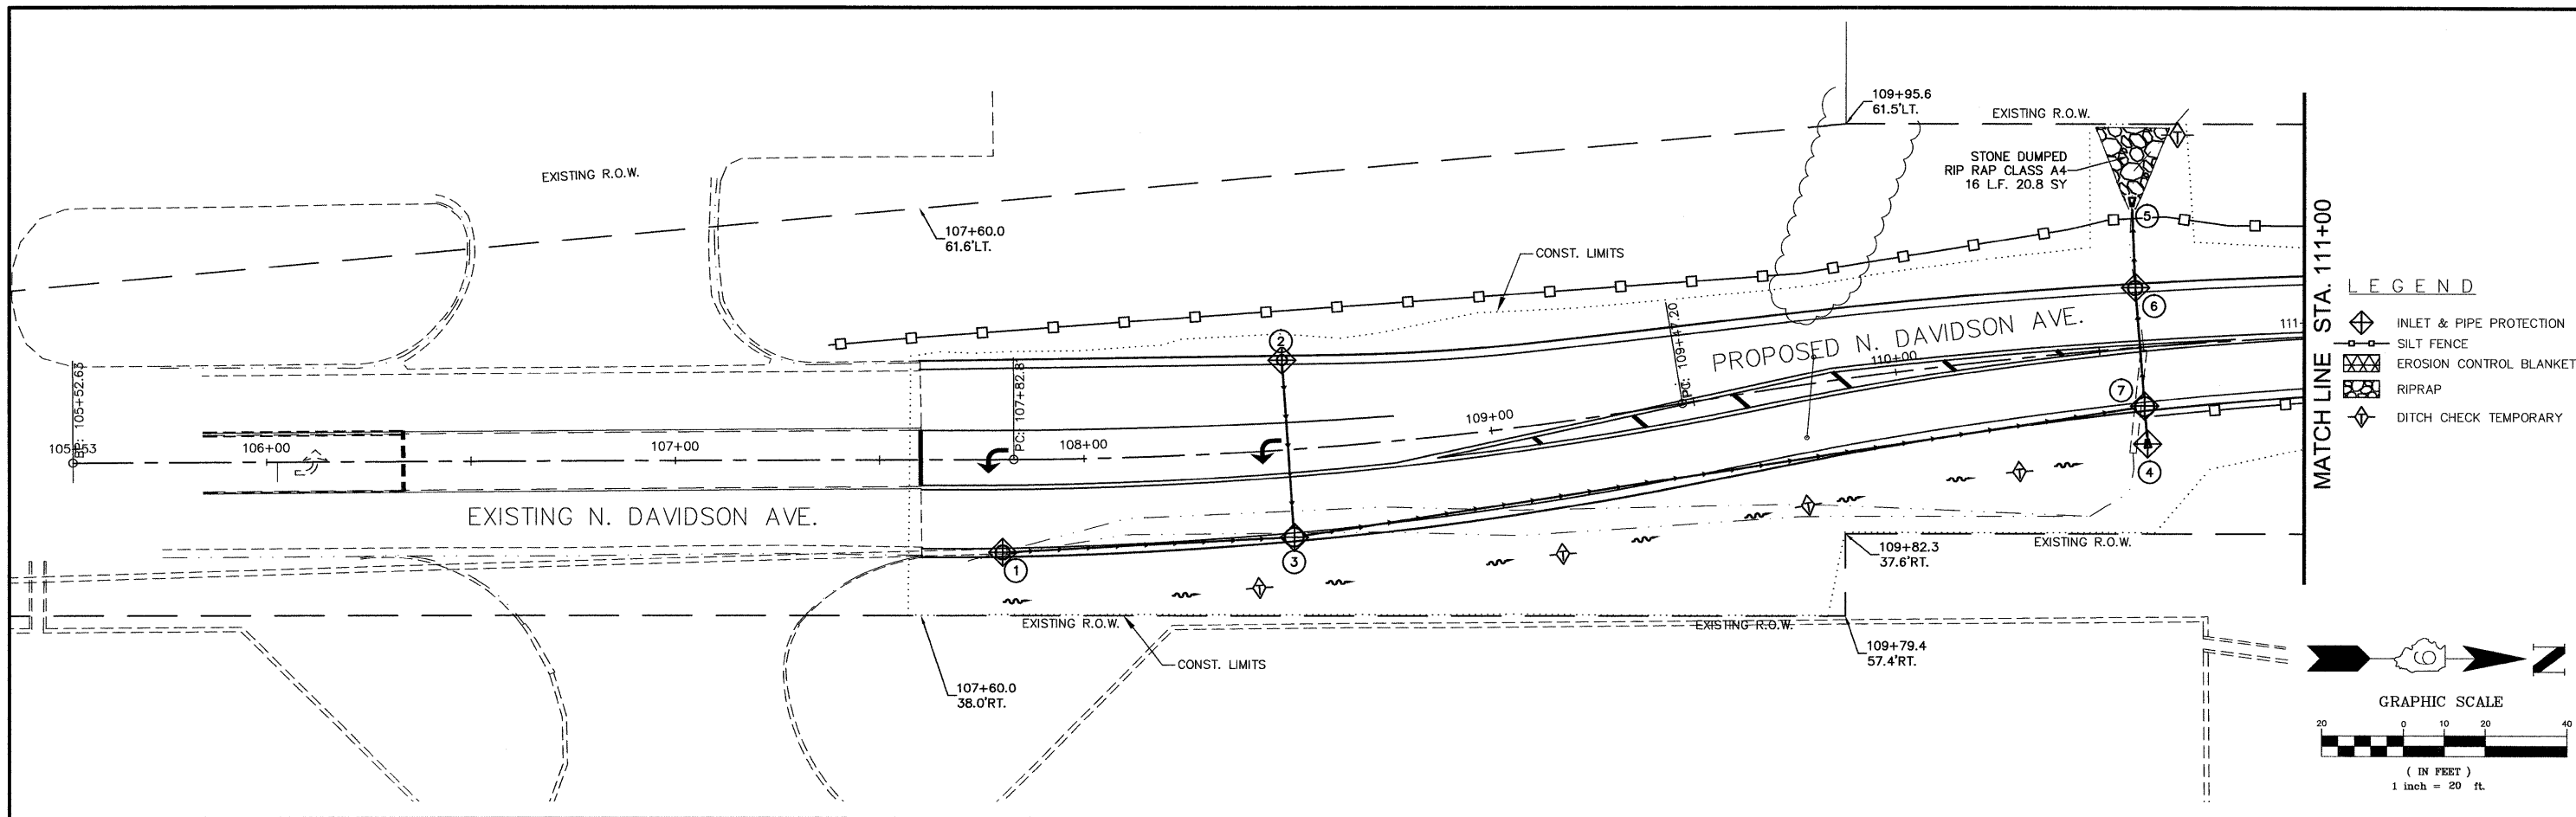 109+95.6
61.5'LT.
EXISTING R.O.W.
STONE DUMPED
RIP RAP CLASS A4
16 L.F. 20.8 SY
EXISTING R.O.W.
107+60.0
61.6'LT.
CONST. LIMITS
5
6
2
7
4
1
3
PROPOSED N. DAVIDSON AVE.
109+00
110+00
111
106+00
107+00
108+00
EXISTING N. DAVIDSON AVE.
109+82.3
37.6'RT.
EXISTING R.O.W.
EXISTING R.O.W.
EXISTING R.O.W.
CONST. LIMITS
109+79.4
57.4'RT.
107+60.0
38.0'RT.
BP: 105+52.63
PC: 107+82.8
MATCH LINE STA. 111+00
LEGEND
INLET & PIPE PROTECTION
SILT FENCE
EROSION CONTROL BLANKET
RIPRAP
T DITCH CHECK TEMPORARY
T
T
T
T
T
N
GRAPHIC SCALE
20 0 10 20 40
( IN FEET )
1 inch = 20 ft.